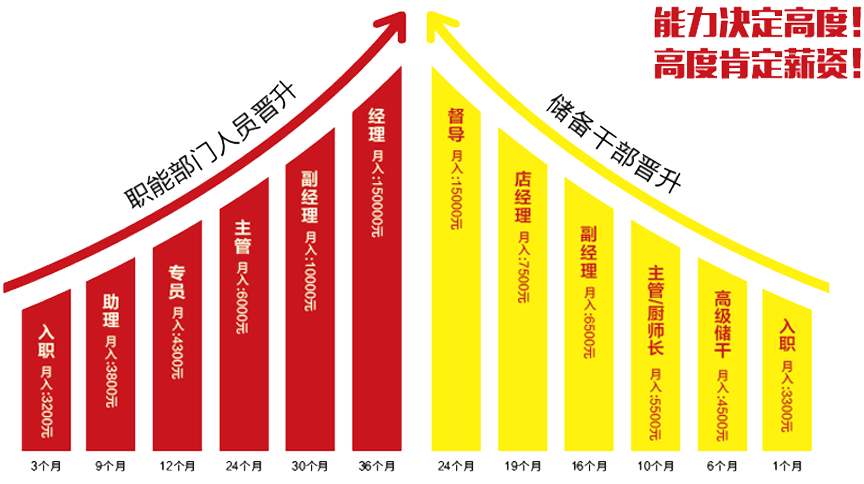 能力决定高度!
高度肯定薪资!
职能部门人员晋升
储备干部晋升
入职 月入:3200元
助理 月入:3800元
专员 月入:4300元
主管 月入:6000元
副经理 月入:10000元
经理 月入:150000元
督导 月入:15000元
店经理 月入:7500元
副经理 月入:6500元
主管/厨师长 月入:5500元
高级储干 月入:4500元
入职 月入:3300元
3个月 9个月 12个月 24个月 30个月 36个月 24个月 19个月 16个月 10个月 6个月 1个月